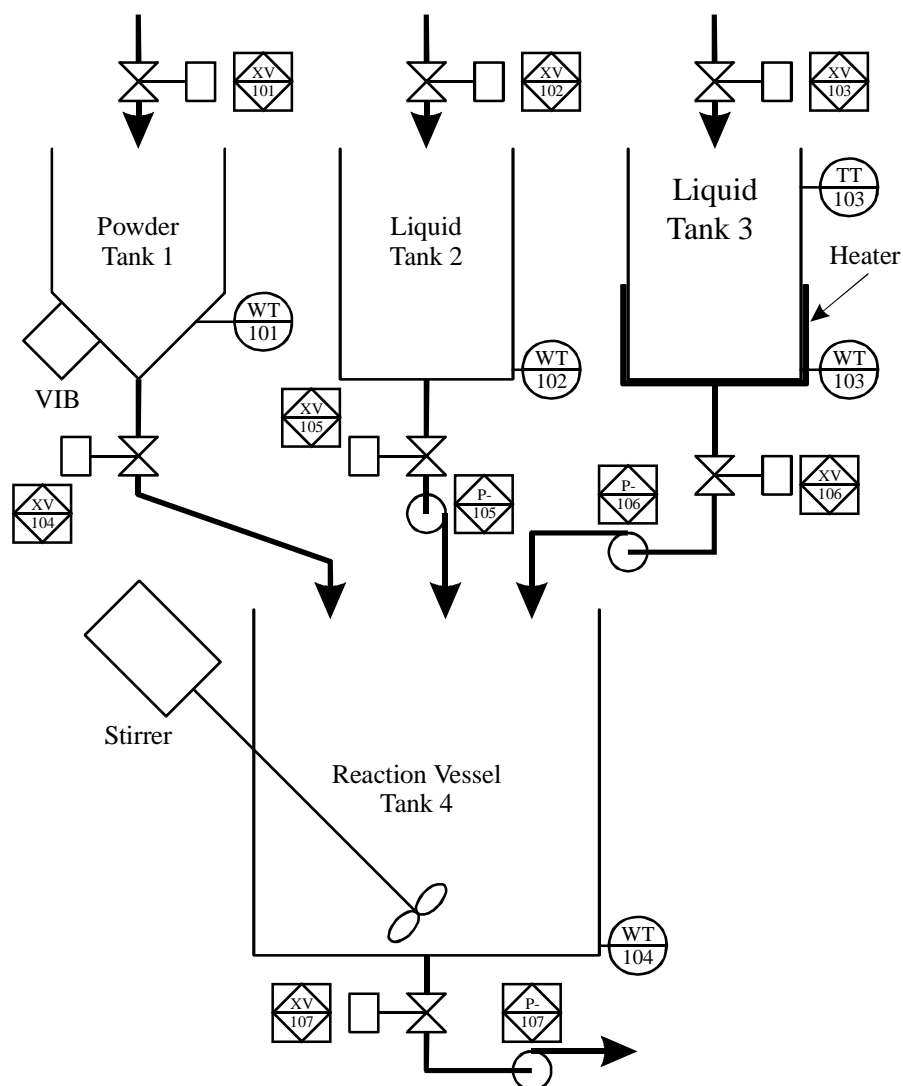 XV
101
XV
102
XV
103
Powder
Tank 1
Liquid
Tank 2
Liquid
Tank 3
TT
103
Heater
WT
101
WT
102
WT
103
VIB
XV
105
XV
104
P-
105
P-
106
XV
106
Stirrer
Reaction Vessel
Tank 4
WT
104
XV
107
P-
107